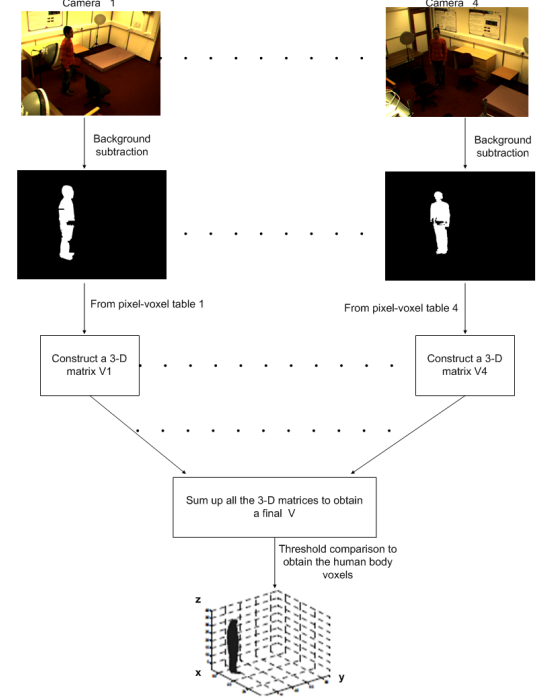 Camera 1
Camera 4
Background
subtraction
Background
subtraction
From pixel-voxel table 1
From pixel-voxel table 4
Construct a 3-D
matrix V1
Construct a 3-D
matrix V4
Sum up all the 3-D matrices to obtain
a final V
Threshold comparison to
obtain the human body
voxels
z
x
y